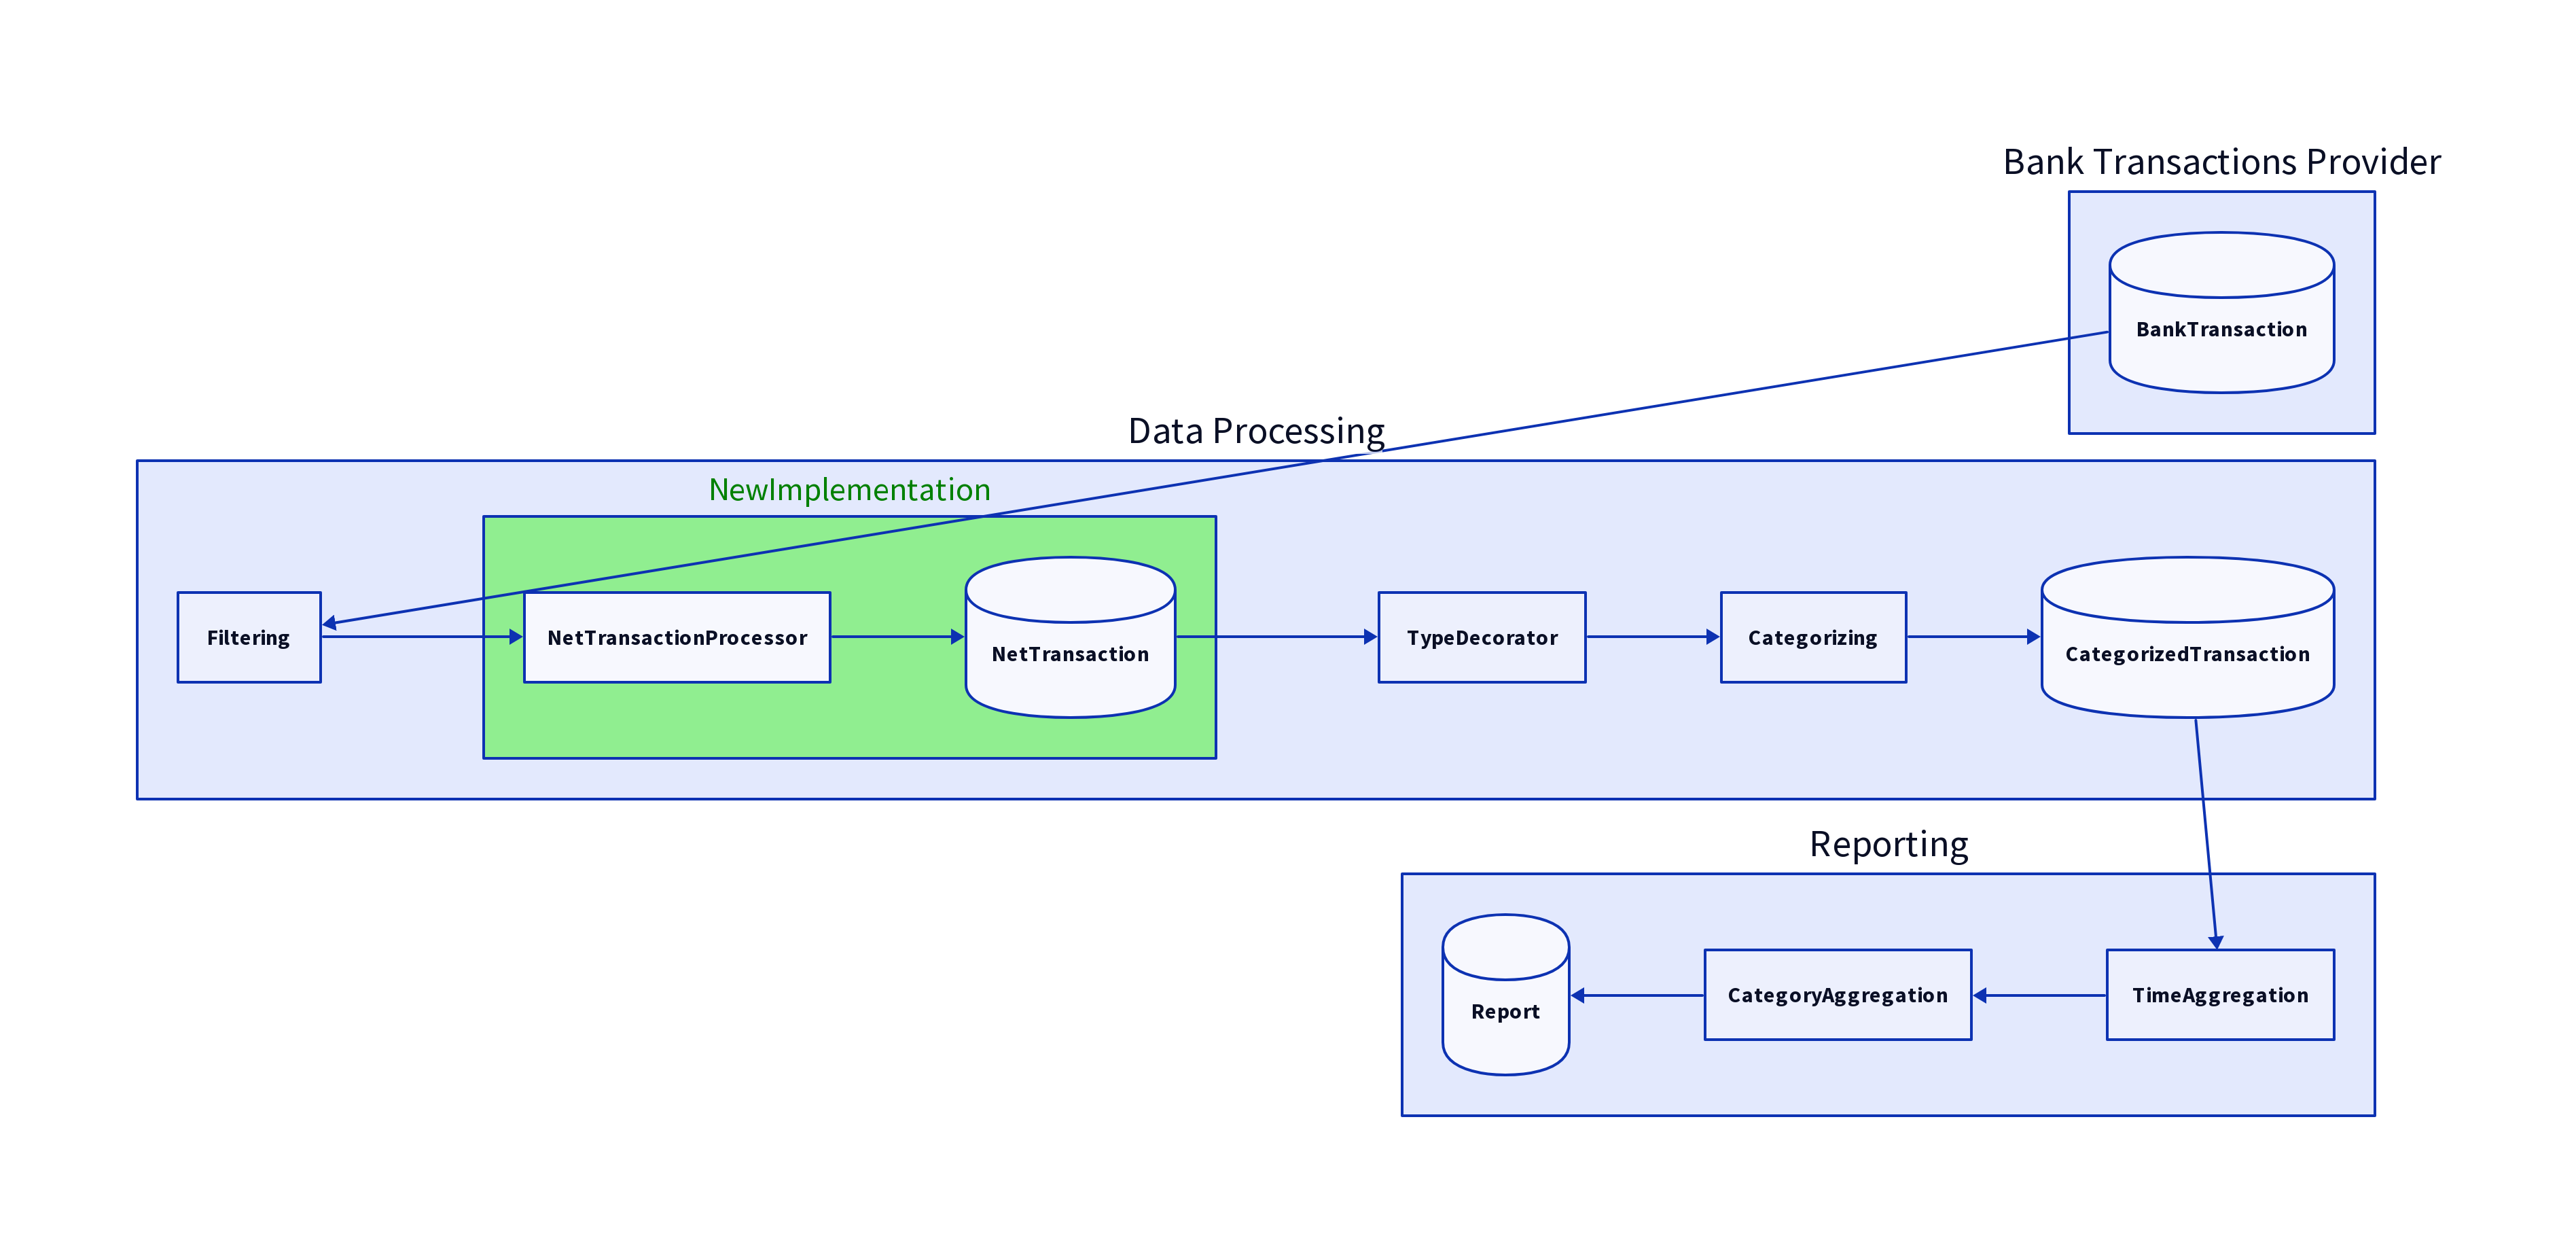 Bank Transactions Provider
BankTransaction
Data Processing
NewImplementation
Filtering
NetTransactionProcessor
NetTransaction
TypeDecorator
Categorizing
CategorizedTransaction
Reporting
Report
CategoryAggregation
TimeAggregation